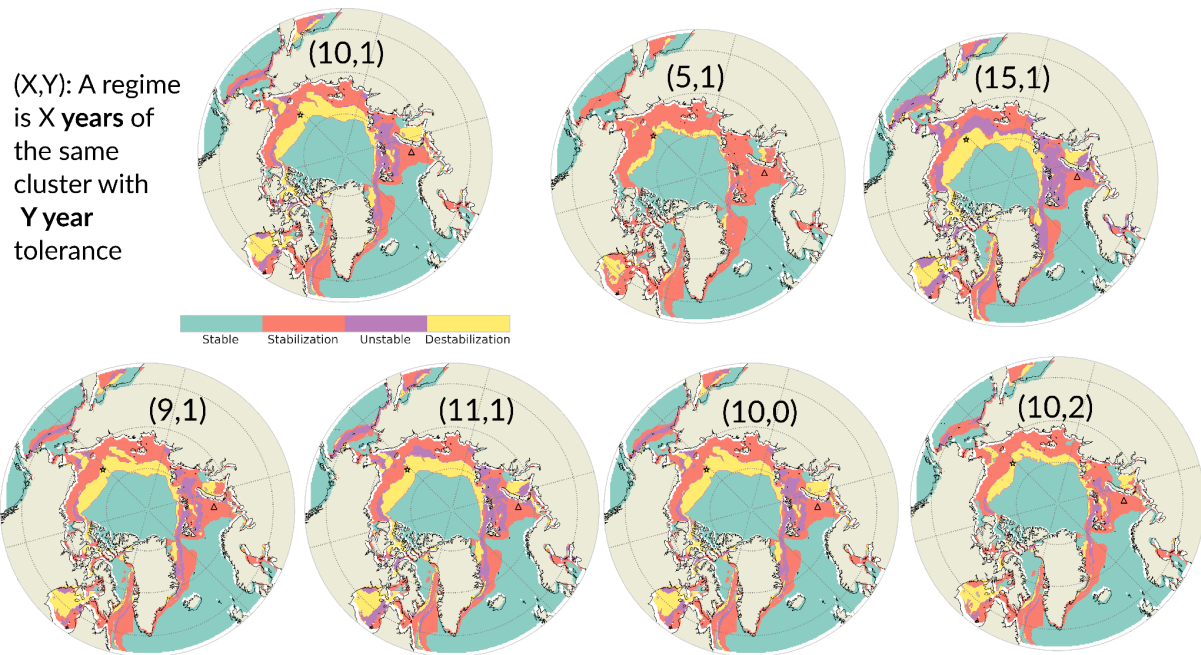 (X,Y): A regime
is X years of
the same
cluster with
Y year
tolerance
(10,1)
(5,1)
(15,1)
Stable Stabilization Unstable Destabilization
(9,1)
(11,1)
(10,0)
(10,2)